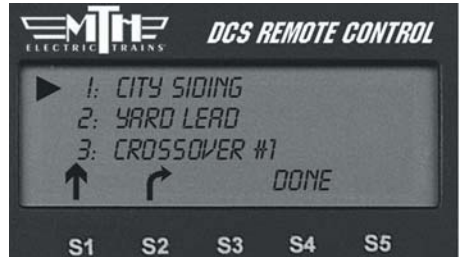 MTH DCS REMOTE CONTROL
ELECTRIC TRAINS
1: CITY SIDING
2: YARD LEAD
3: CROSSOVER #1
DONE
S1 S2 S3 S4 S5